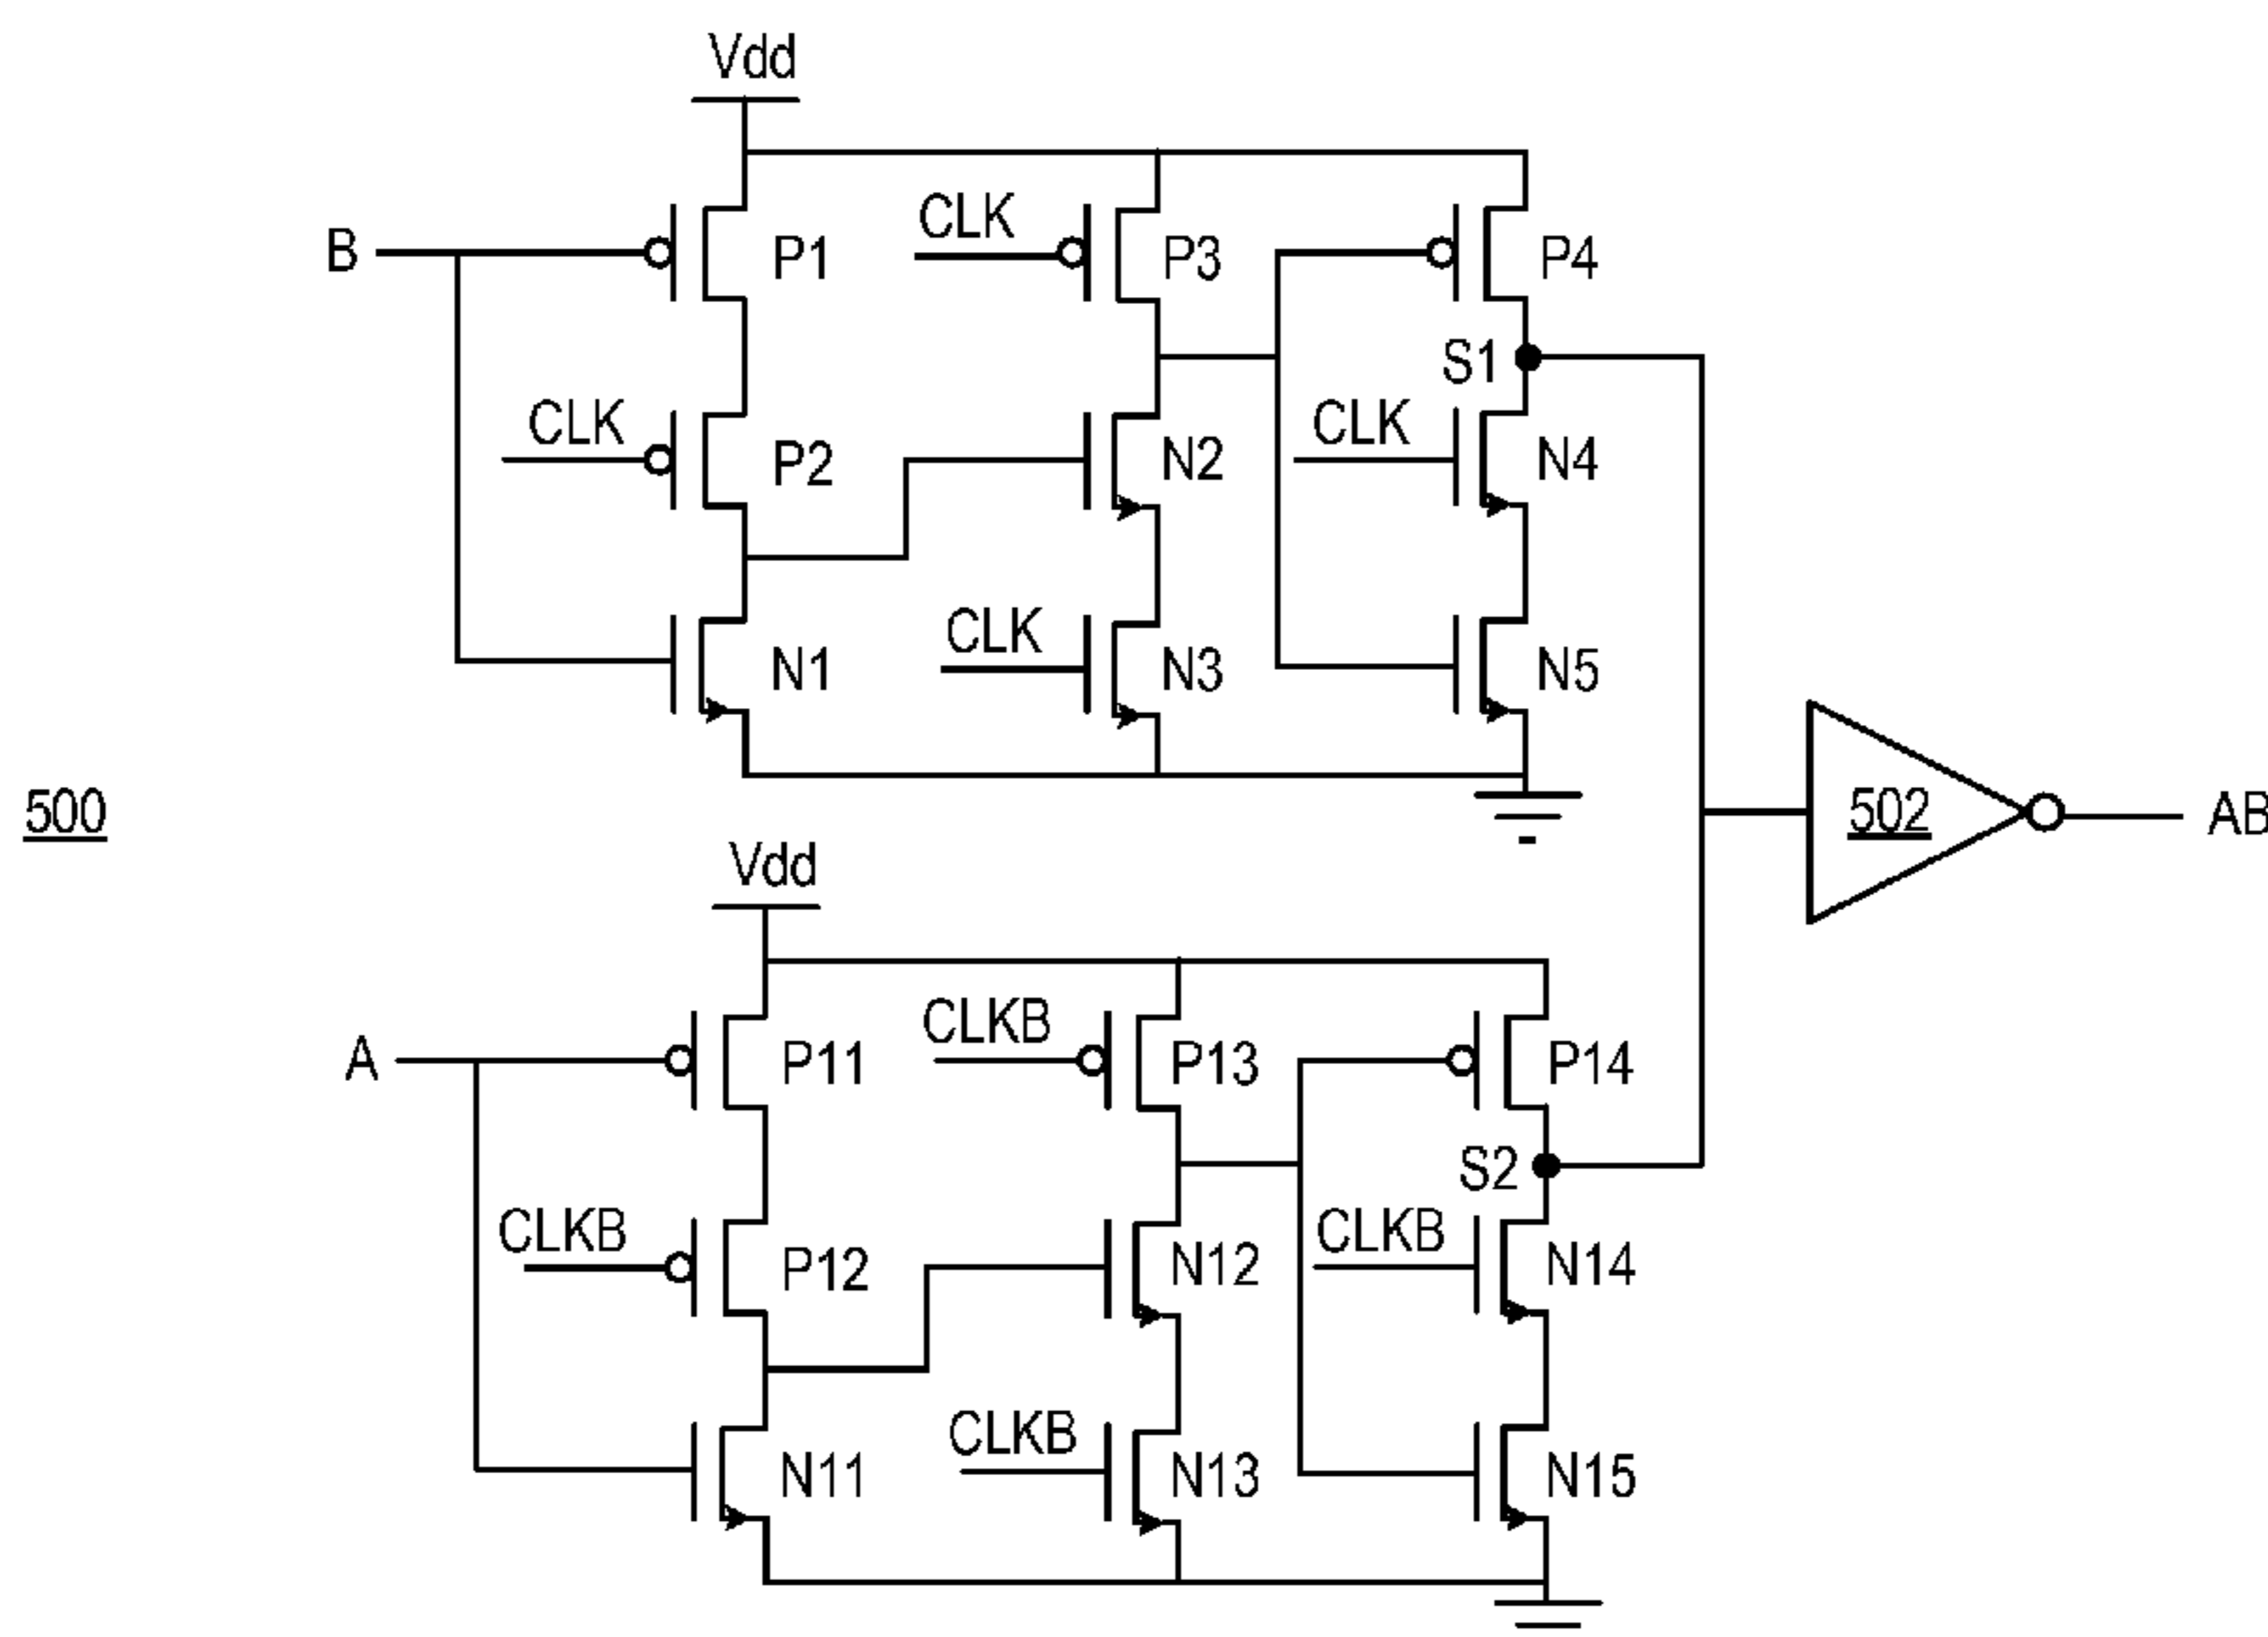 Vdd
B
P1
CLK
P3
P4
S1
CLK
P2
N2
CLK
N4
N1
CLK
N3
N5
500
502
AB
Vdd
A
P11
CLKB
P13
P14
S2
CLKB
P12
N12
CLKB
N14
N11
CLKB
N13
N15